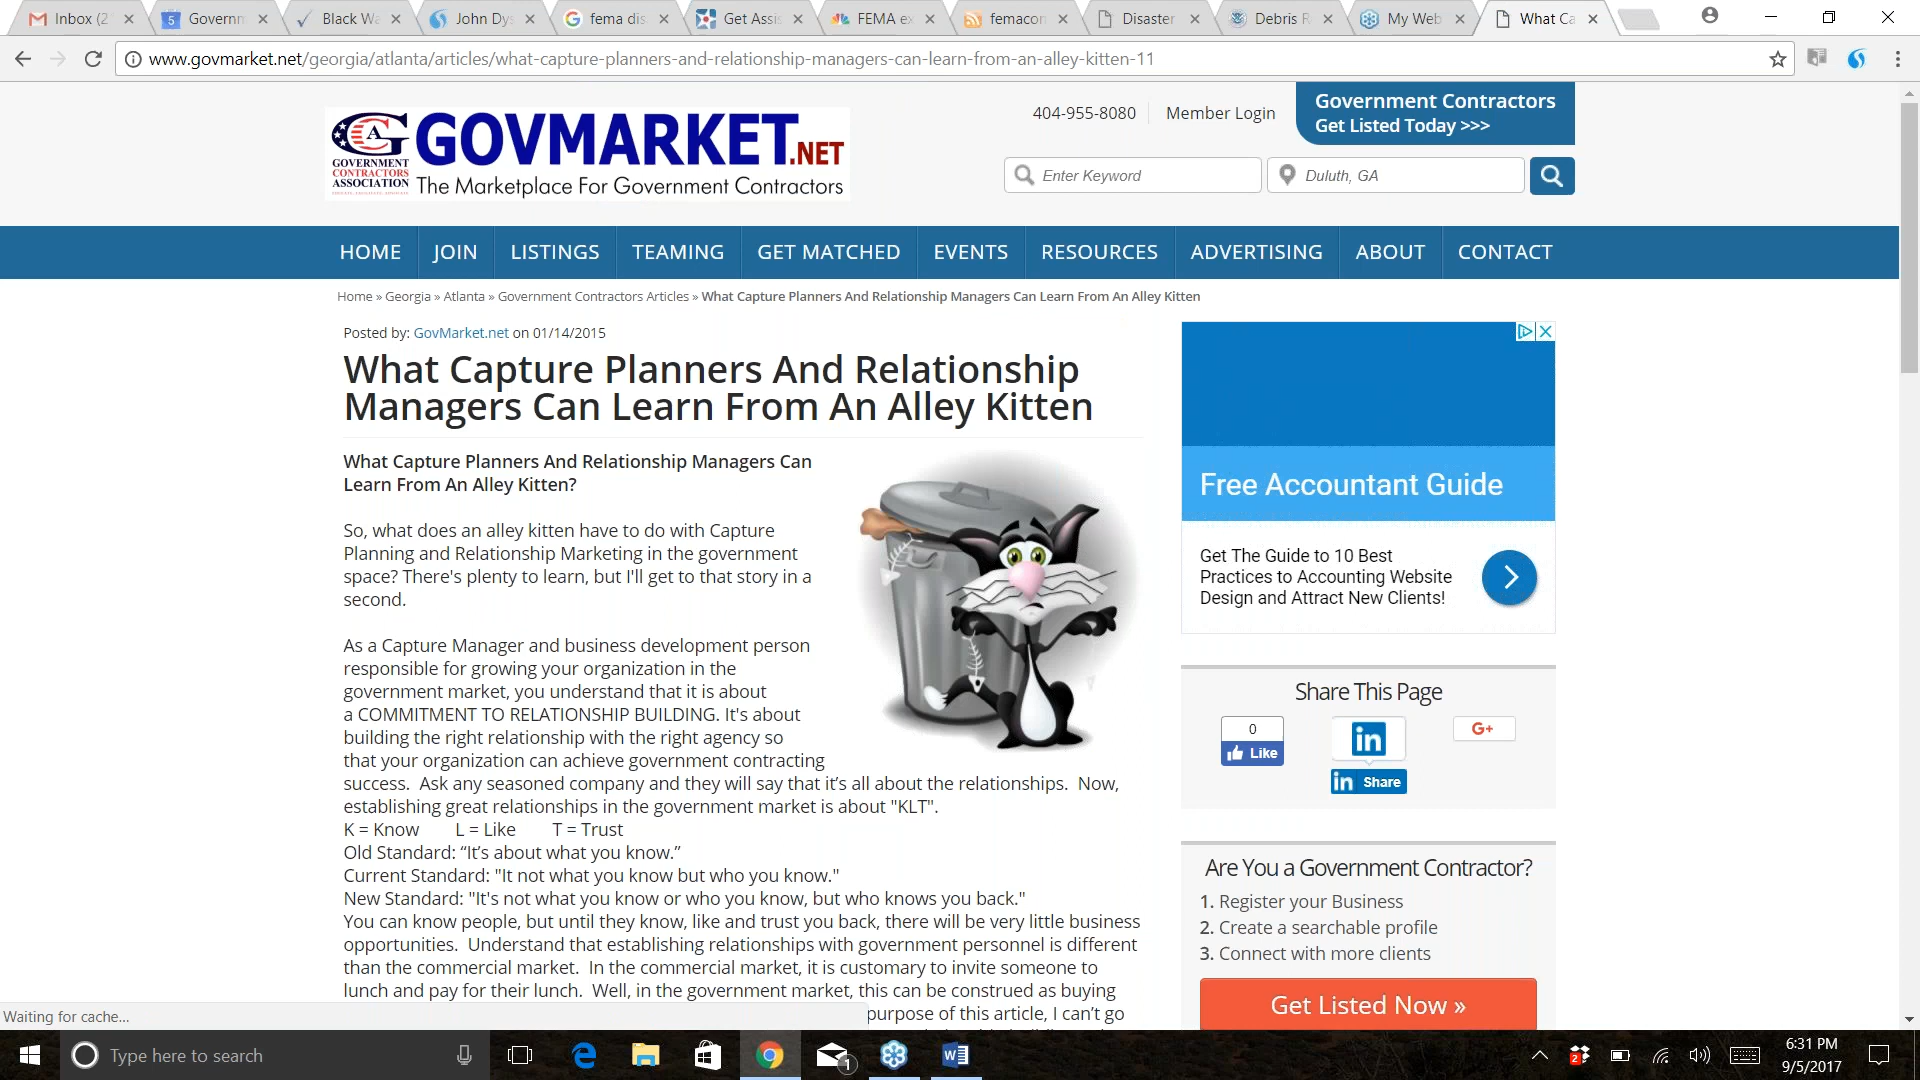 Inbox (2
5 Governm
Black Wa
John Dys
fema dis
Get Assis
FEMA ex
femacon
Disaster
Debris R
My Web
What Ca
www.govmarket.net/georgia/atlanta/articles/what-capture-planners-and-relationship-managers-can-learn-from-an-alley-kitten-11
GOVERNMENT
CONTRACTORS
ASSOCIATION
GOVMARKET.NET
The Marketplace For Government Contractors
404-955-8080
Member Login
Government Contractors
Get Listed Today >>>
Enter Keyword
Duluth, GA
HOME JOIN LISTINGS TEAMING GET MATCHED EVENTS RESOURCES ADVERTISING ABOUT CONTACT
Home » Georgia » Atlanta » Government Contractors Articles » What Capture Planners And Relationship Managers Can Learn From An Alley Kitten
Posted by: GovMarket.net on 01/14/2015
What Capture Planners And Relationship
Managers Can Learn From An Alley Kitten
What Capture Planners And Relationship Managers Can
Learn From An Alley Kitten?
So, what does an alley kitten have to do with Capture
Planning and Relationship Marketing in the government
space? There's plenty to learn, but I'll get to that story in a
second.
As a Capture Manager and business development person
responsible for growing your organization in the
government market, you understand that it is about
a COMMITMENT TO RELATIONSHIP BUILDING. It's about
building the right relationship with the right agency so
that your organization can achieve government contracting
success.  Ask any seasoned company and they will say that it’s all about the relationships.  Now,
establishing great relationships in the government market is about "KLT".
K = Know L = Like T = Trust
Old Standard: “It’s about what you know.”
Current Standard: "It not what you know but who you know."
New Standard: "It's not what you know or who you know, but who knows you back."
You can know people, but until they know, like and trust you back, there will be very little business
opportunities.  Understand that establishing relationships with government personnel is different
than the commercial market.  In the commercial market, it is customary to invite someone to
lunch and pay for their lunch.  Well, in the government market, this can be construed as buying
purpose of this article, I can’t go
Free Accountant Guide
Get The Guide to 10 Best
Practices to Accounting Website
Design and Attract New Clients!
Share This Page
0
Like
in
in Share
G+
Are You a Government Contractor?
1. Register your Business
2. Create a searchable profile
3. Connect with more clients
Get Listed Now »
Waiting for cache...
Type here to search
1
2
6:31 PM
9/5/2017